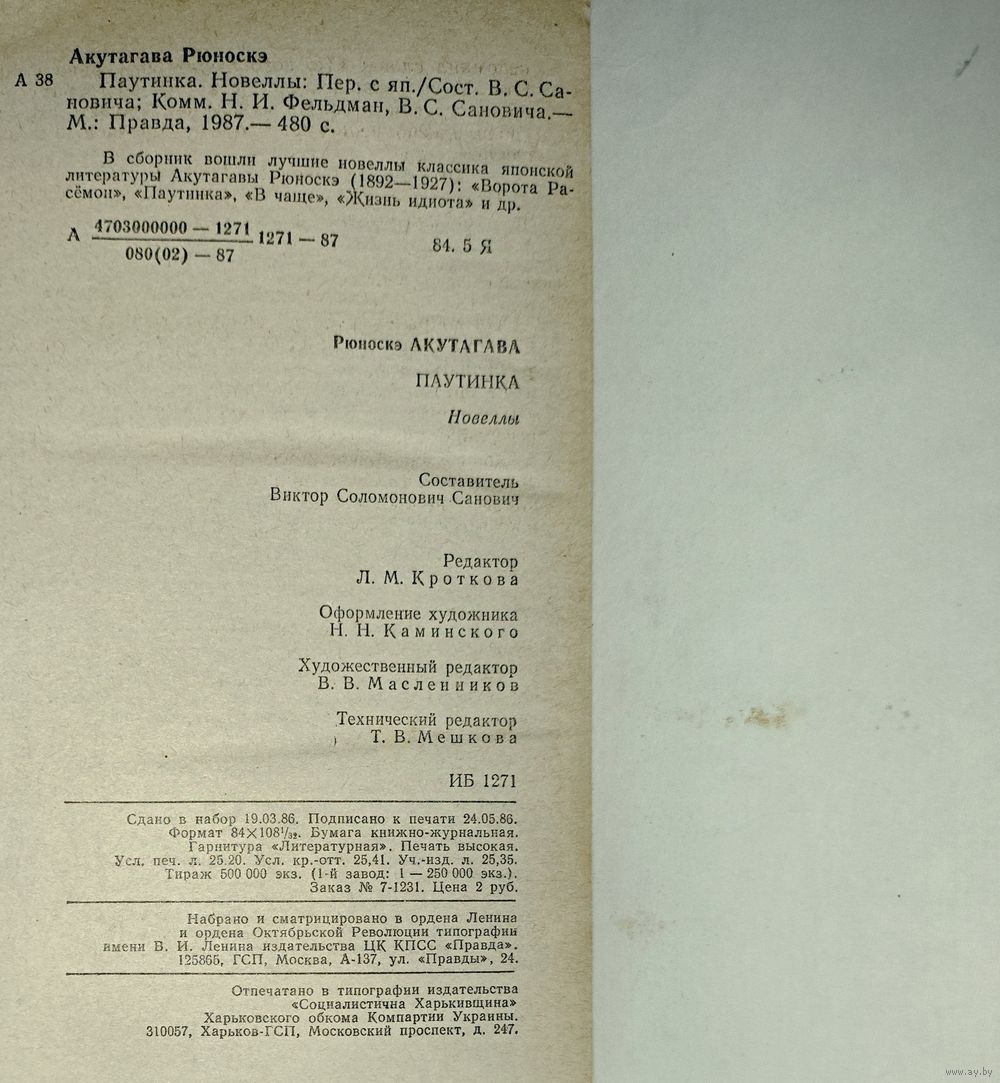 Акутагава Рюноскэ
А 38 Паутинка. Новеллы: Пер. с яп./Сост. В. С. Са-
новича; Комм. Н. И. Фельдман, В. С. Сановича.—
М.: Правда, 1987.— 480 с.
В сборник вошли лучшие новеллы классика японской
литературы Акутагавы Рюноскэ (1892—1927): «Ворота Ра-
сёмон», «Паутинка», «В чаще», «Жизнь идиота» и др.
4703000000 — 1271
А 1271 — 87 84. 5 Я
080(02) — 87
Рюноскэ АКУТАГАВА
ПАУТИНКА
Новеллы
Составитель
Виктор Соломонович Санович
Редактор
Л. М. Кроткова
Оформление художника
Н. Н. Каминского
Художественный редактор
В. В. Масленников
Технический редактор
Т. В. Мешкова
ИБ 1271
Сдано в набор 19.03.86. Подписано к печати 24.05.86.
Формат 84×108¹/₃₂. Бумага книжно-журнальная.
Гарнитура «Литературная». Печать высокая.
Усл. печ. л. 25.20. Усл. кр.-отт. 25,41. Уч.-изд. л. 25,35.
Тираж 500 000 экз. (1-й завод: 1 — 250 000 экз.).
Заказ № 7-1231. Цена 2 руб.
Набрано и сматрицировано в ордена Ленина
и ордена Октябрьской Революции типографии
имени В. И. Ленина издательства ЦК КПСС «Правда».
125865, ГСП, Москва, А-137, ул. «Правды», 24.
Отпечатано в типографии издательства
«Социалистична Харькивщина»
Харьковского обкома Компартии Украины.
310057, Харьков-ГСП, Московский проспект, д. 247.
www.ay.by